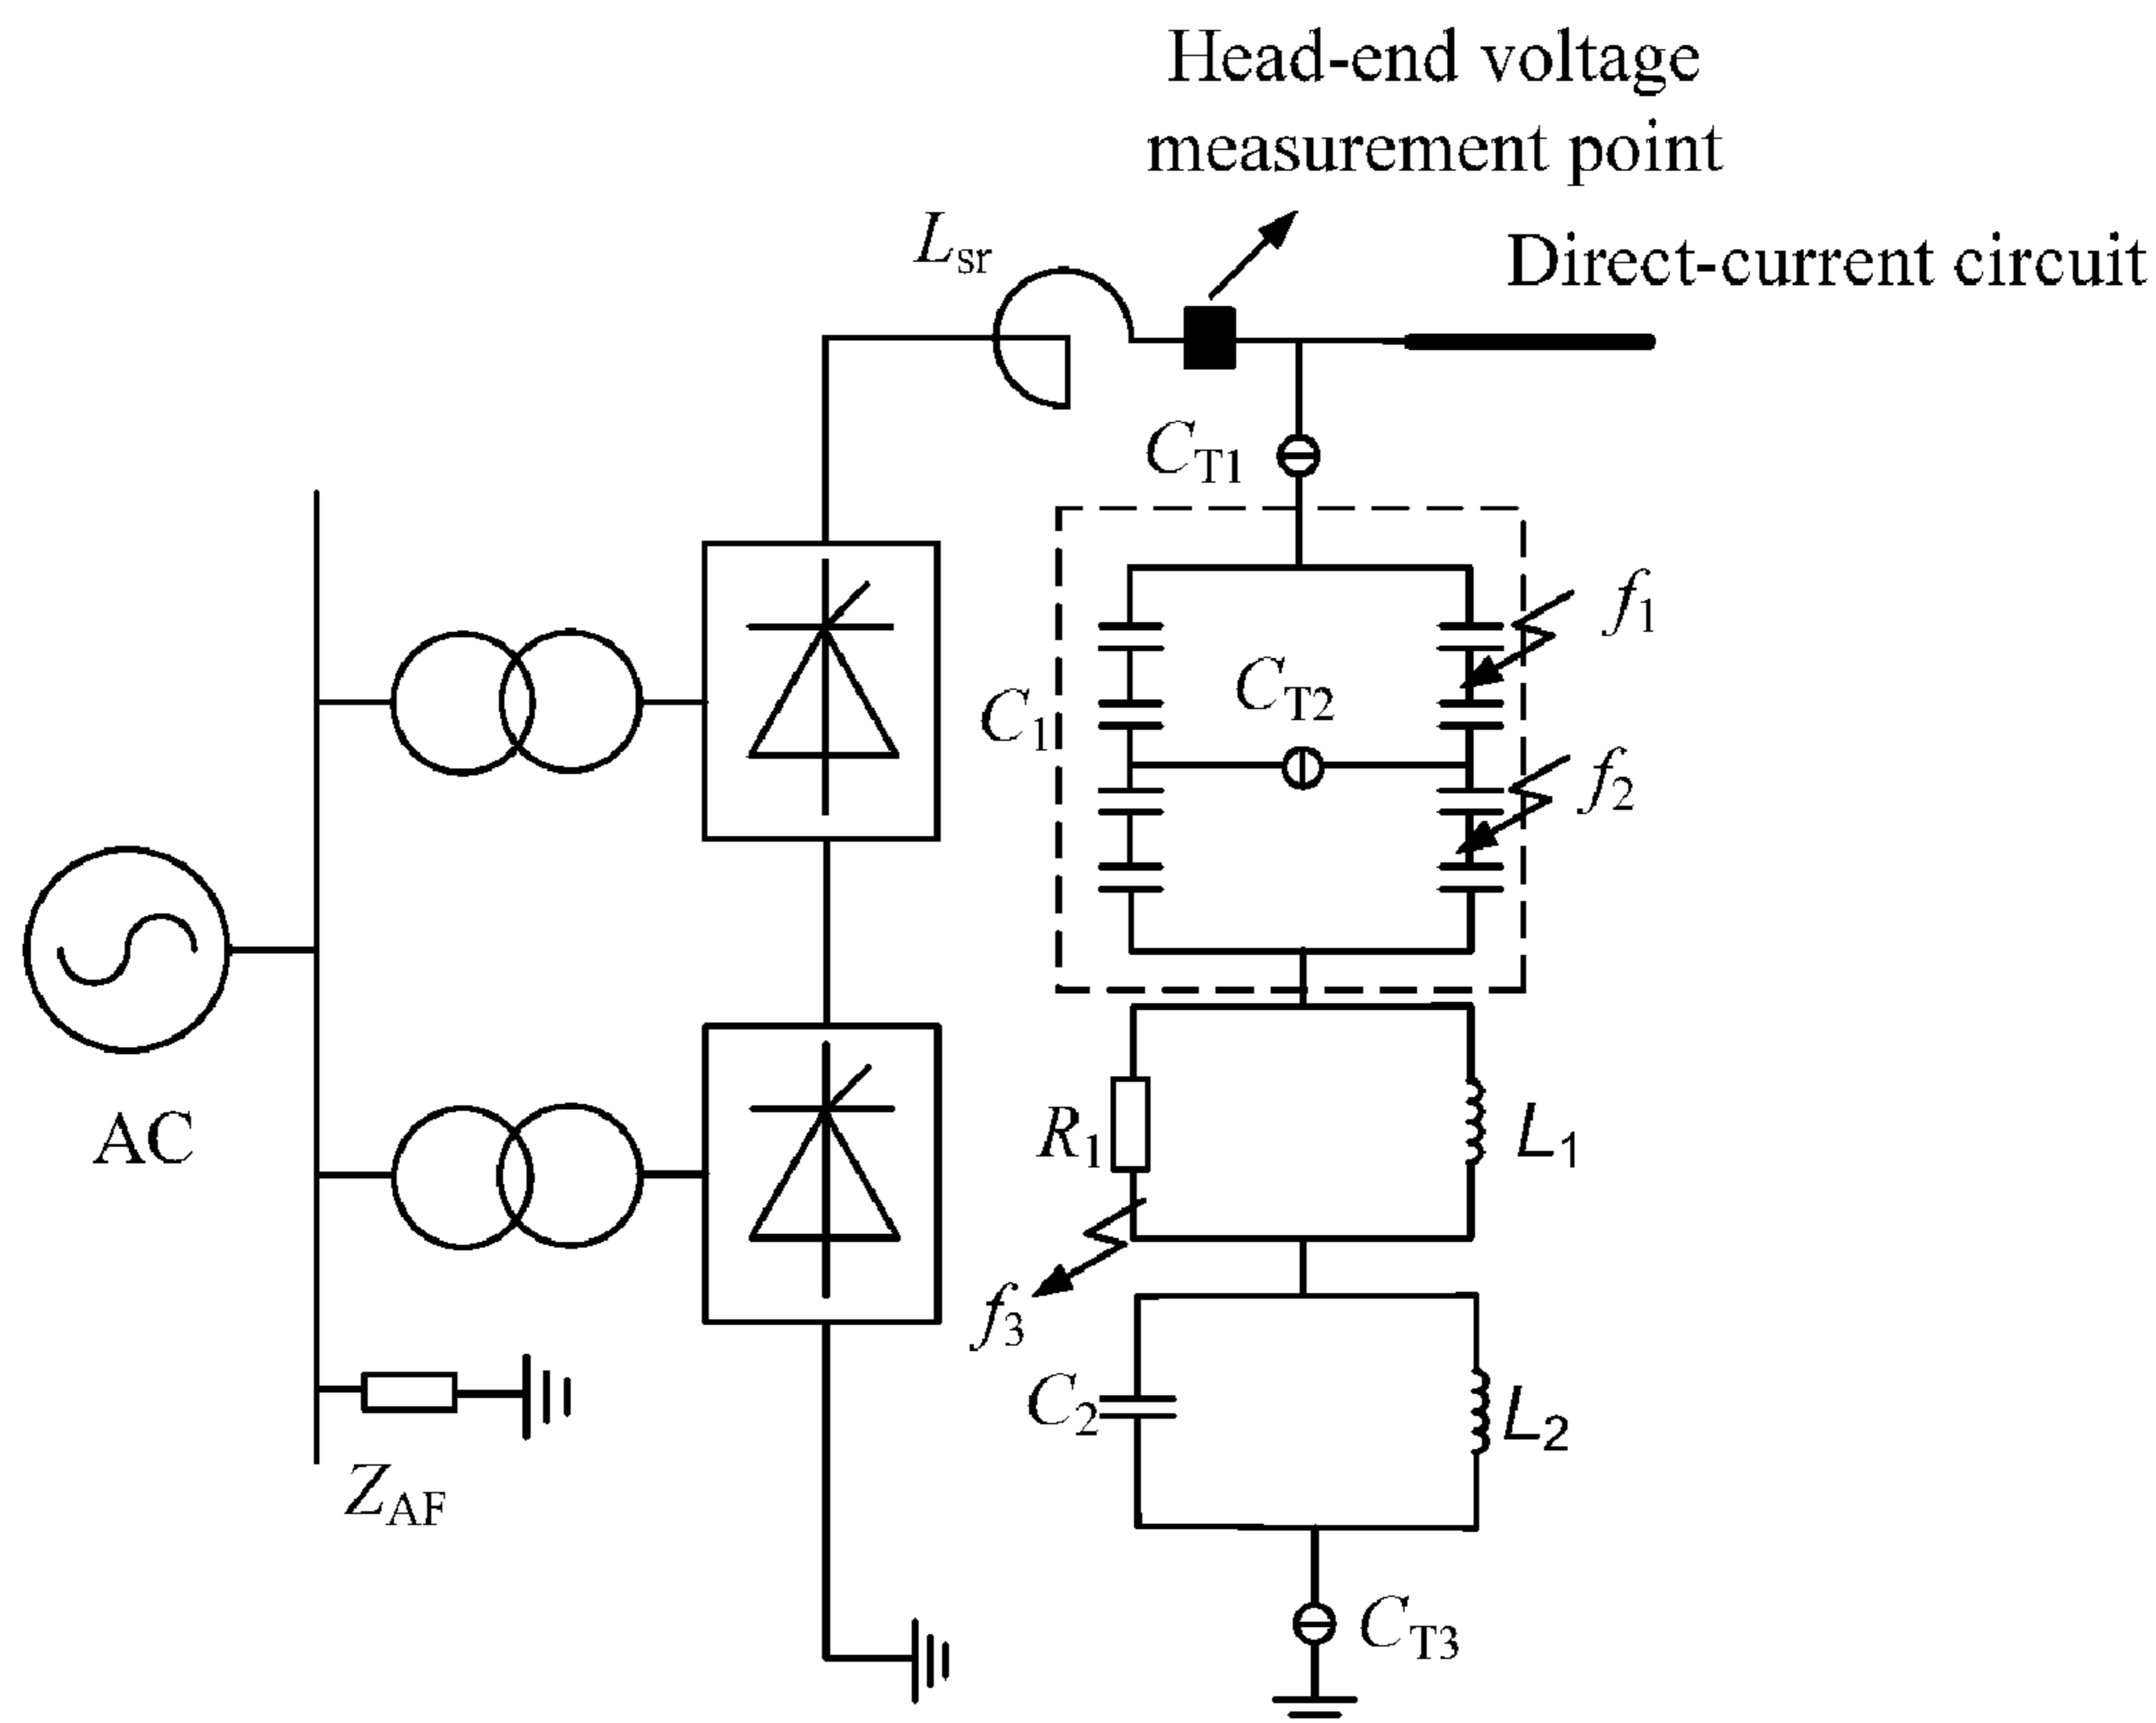 Head-end voltage
measurement point
Lsr
Direct-current circuit
CT1
f1
CT2
C1
f2
AC
R1
L1
f3
C2
L2
ZAF
CT3